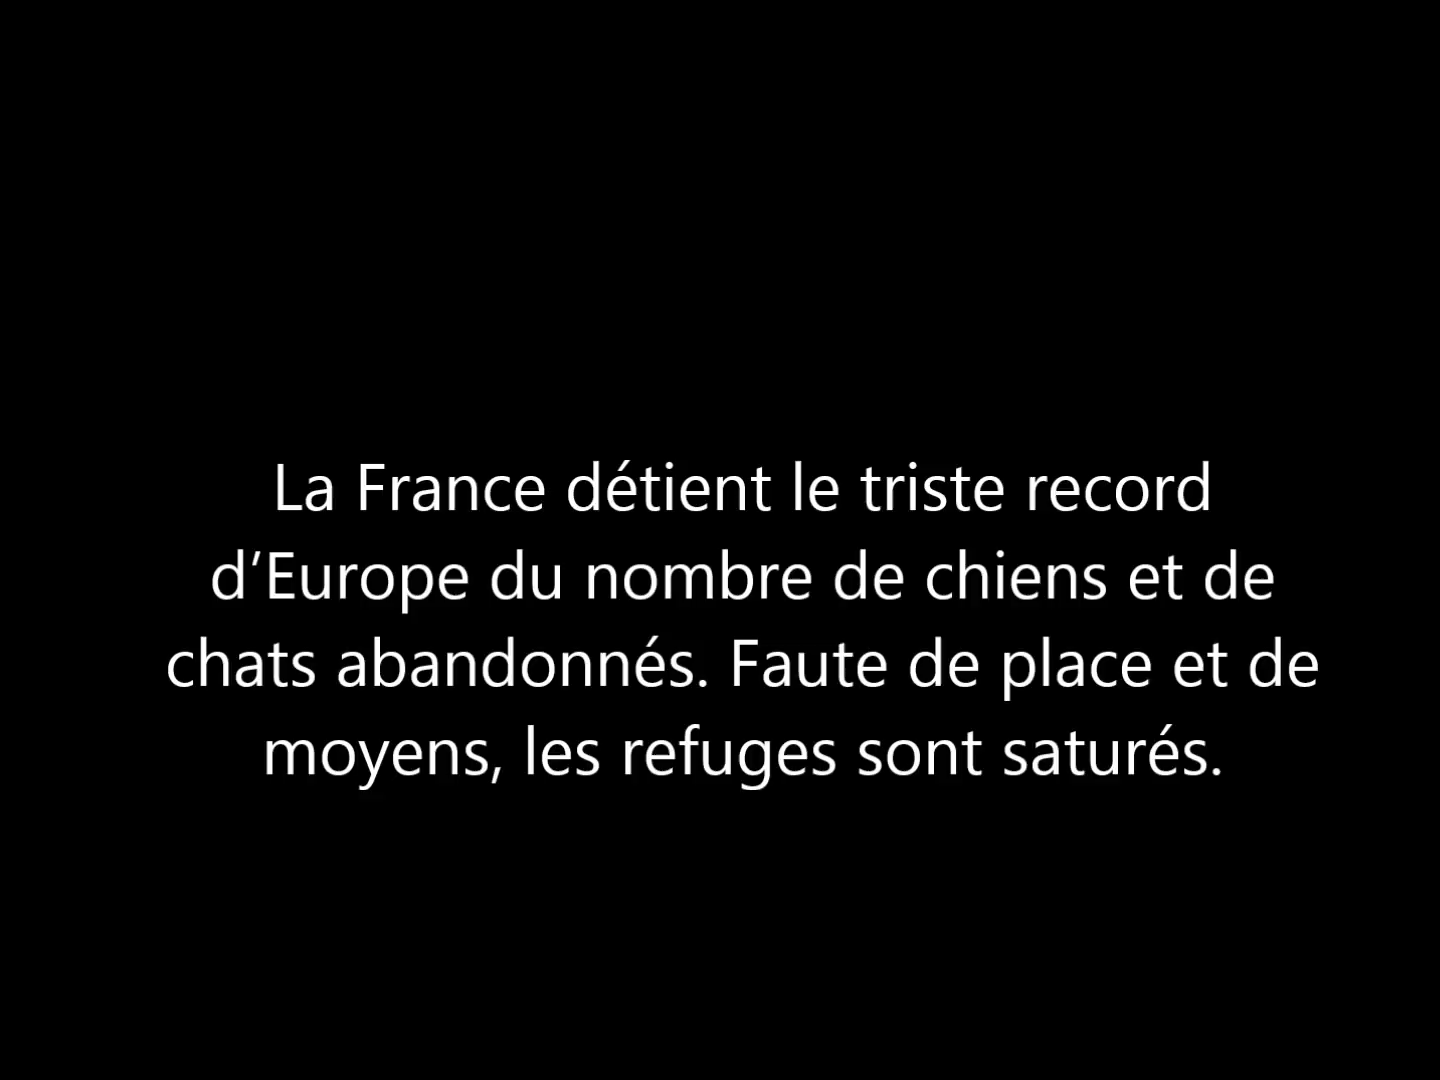 La France détient le triste record
d’Europe du nombre de chiens et de
chats abandonnés. Faute de place et de
moyens, les refuges sont saturés.